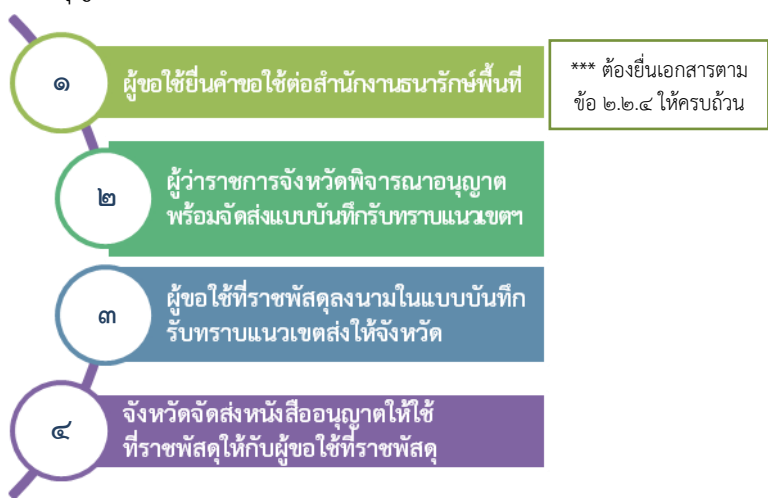 ๑
ผู้ขอใช้ยื่นคำขอใช้ต่อสำนักงานธนารักษ์พื้นที่
*** ต้องยื่นเอกสารตาม
ข้อ ๒.๒.๔ ให้ครบถ้วน
๒
ผู้ว่าราชการจังหวัดพิจารณาอนุญาต
พร้อมจัดส่งแบบบันทึกรับทราบแนวเขตฯ
๓
ผู้ขอใช้ที่ราชพัสดุลงนามในแบบบันทึก
รับทราบแนวเขตส่งให้จังหวัด
๔
จังหวัดจัดส่งหนังสืออนุญาตให้ใช้
ที่ราชพัสดุให้กับผู้ขอใช้ที่ราชพัสดุ